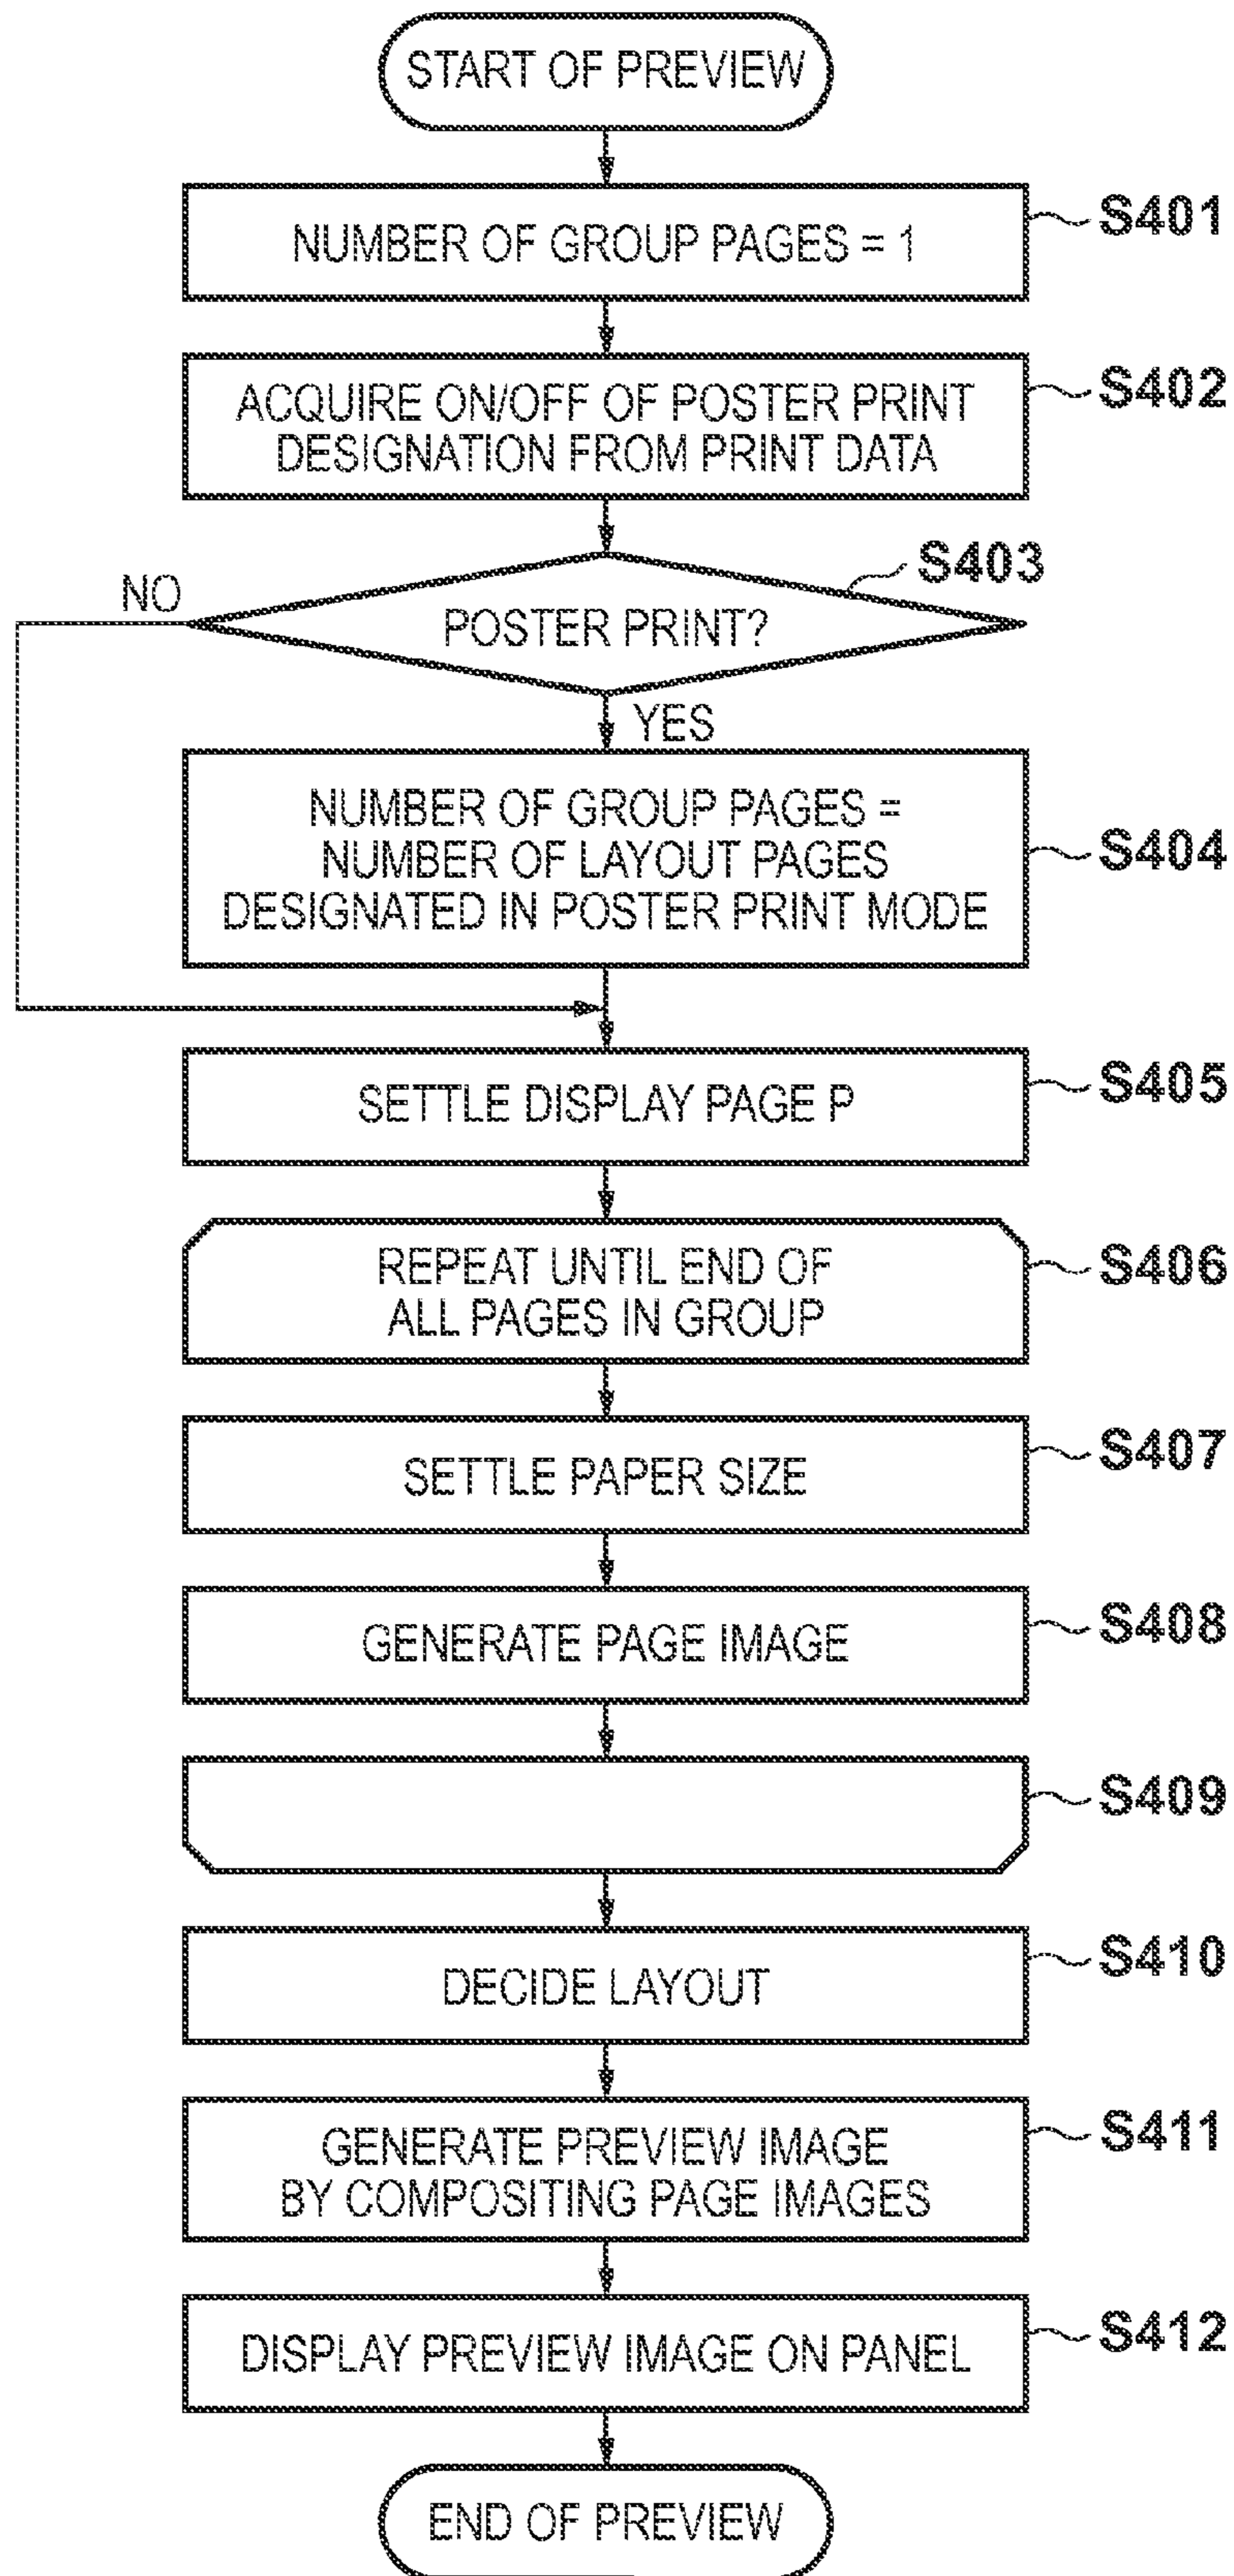 START OF PREVIEW
NUMBER OF GROUP PAGES = 1
S401
ACQUIRE ON/OFF OF POSTER PRINT
DESIGNATION FROM PRINT DATA
S402
S403
NO
POSTER PRINT?
YES
NUMBER OF GROUP PAGES =
NUMBER OF LAYOUT PAGES
DESIGNATED IN POSTER PRINT MODE
S404
SETTLE DISPLAY PAGE P
S405
REPEAT UNTIL END OF
ALL PAGES IN GROUP
S406
SETTLE PAPER SIZE
S407
GENERATE PAGE IMAGE
S408
S409
DECIDE LAYOUT
S410
GENERATE PREVIEW IMAGE
BY COMPOSITING PAGE IMAGES
S411
DISPLAY PREVIEW IMAGE ON PANEL
S412
END OF PREVIEW